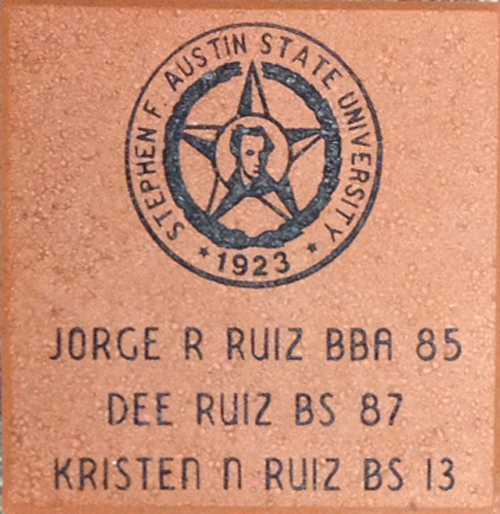 STEPHEN F. AUSTIN STATE UNIVERSITY
★ 1923 ★
JORGE R RUIZ BBA 85
DEE RUIZ BS 87
KRISTEN N RUIZ BS 13